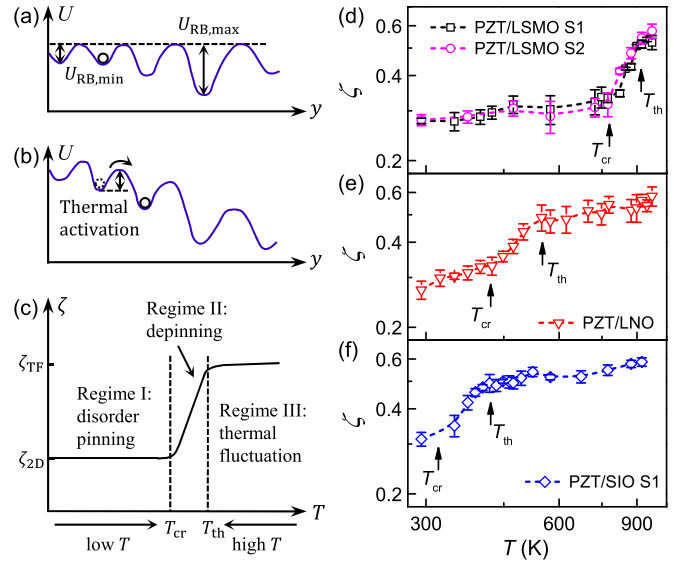 (a)
U
U_RB,max
U_RB,min
y
(b)
U
Thermal
activation
y
(c)
ζ
ζ_TF
ζ_2D
Regime I:
disorder
pinning
Regime II:
depinning
Regime III:
thermal
fluctuation
T
low T
T_cr
T_th
high T
(d)
PZT/LSMO S1
PZT/LSMO S2
0.6
0.4
0.2
ζ
T_cr
T_th
(e)
0.6
0.4
0.2
ζ
T_cr
T_th
PZT/LNO
(f)
0.6
0.4
0.2
ζ
T_cr
T_th
PZT/SIO S1
300
600
900
T (K)